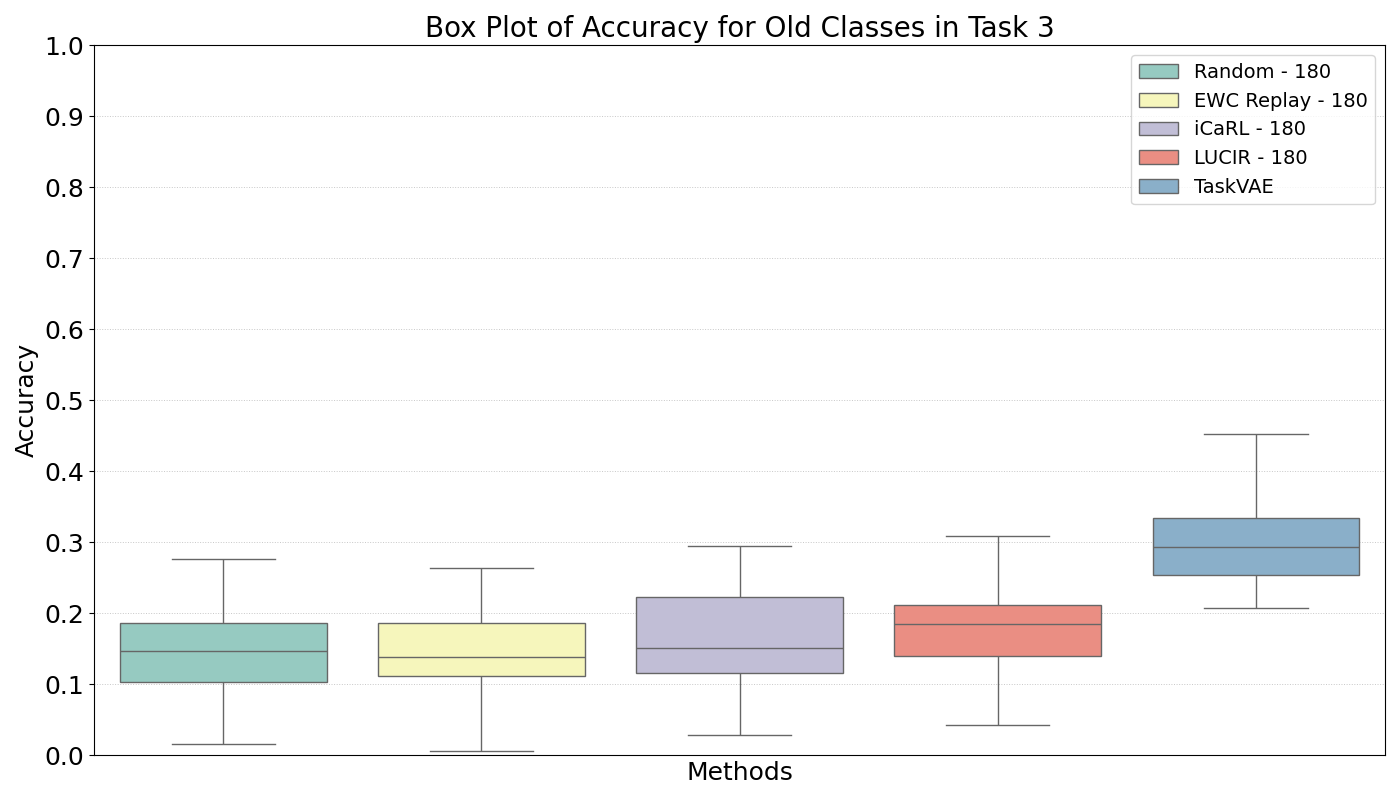 Box Plot of Accuracy for Old Classes in Task 3
1.0
0.9
0.8
0.7
0.6
0.5
0.4
0.3
0.2
0.1
0.0
Accuracy
Methods
Random - 180
EWC Replay - 180
iCaRL - 180
LUCIR - 180
TaskVAE